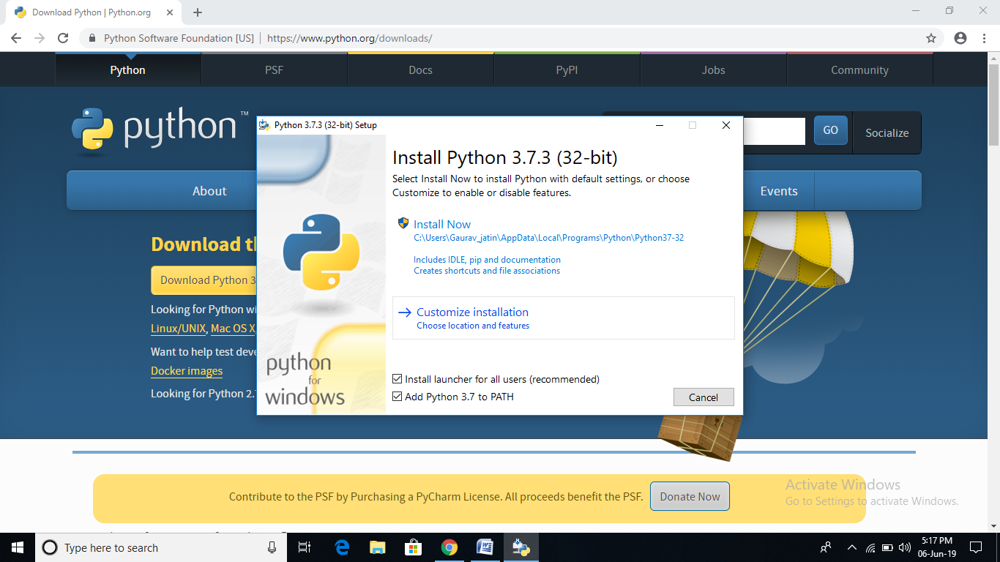 Download Python | Python.org
Python Software Foundation [US] | https://www.python.org/downloads/
Python
PSF
Docs
PyPI
Jobs
Community
python™
GO
Socialize
About
Events
Download
Download Python 3
Looking for Python
Linux/UNIX, Mac OS X
Want to help test
Docker images
Looking for Python 2.
Python 3.7.3 (32-bit) Setup
Install Python 3.7.3 (32-bit)
Select Install Now to install Python with default settings, or choose
Customize to enable or disable features.
Install Now
C:\Users\Gaurav_jatin\AppData\Local\Programs\Python\Python37-32
Includes IDLE, pip and documentation
Creates shortcuts and file associations
Customize installation
Choose location and features
python
for
windows
Install launcher for all users (recommended)
Add Python 3.7 to PATH
Cancel
Contribute to the PSF by Purchasing a PyCharm License. All proceeds benefit the PSF.
Donate Now
Activate Windows
Go to Settings to activate Windows.
Type here to search
5:17 PM
06-Jun-19